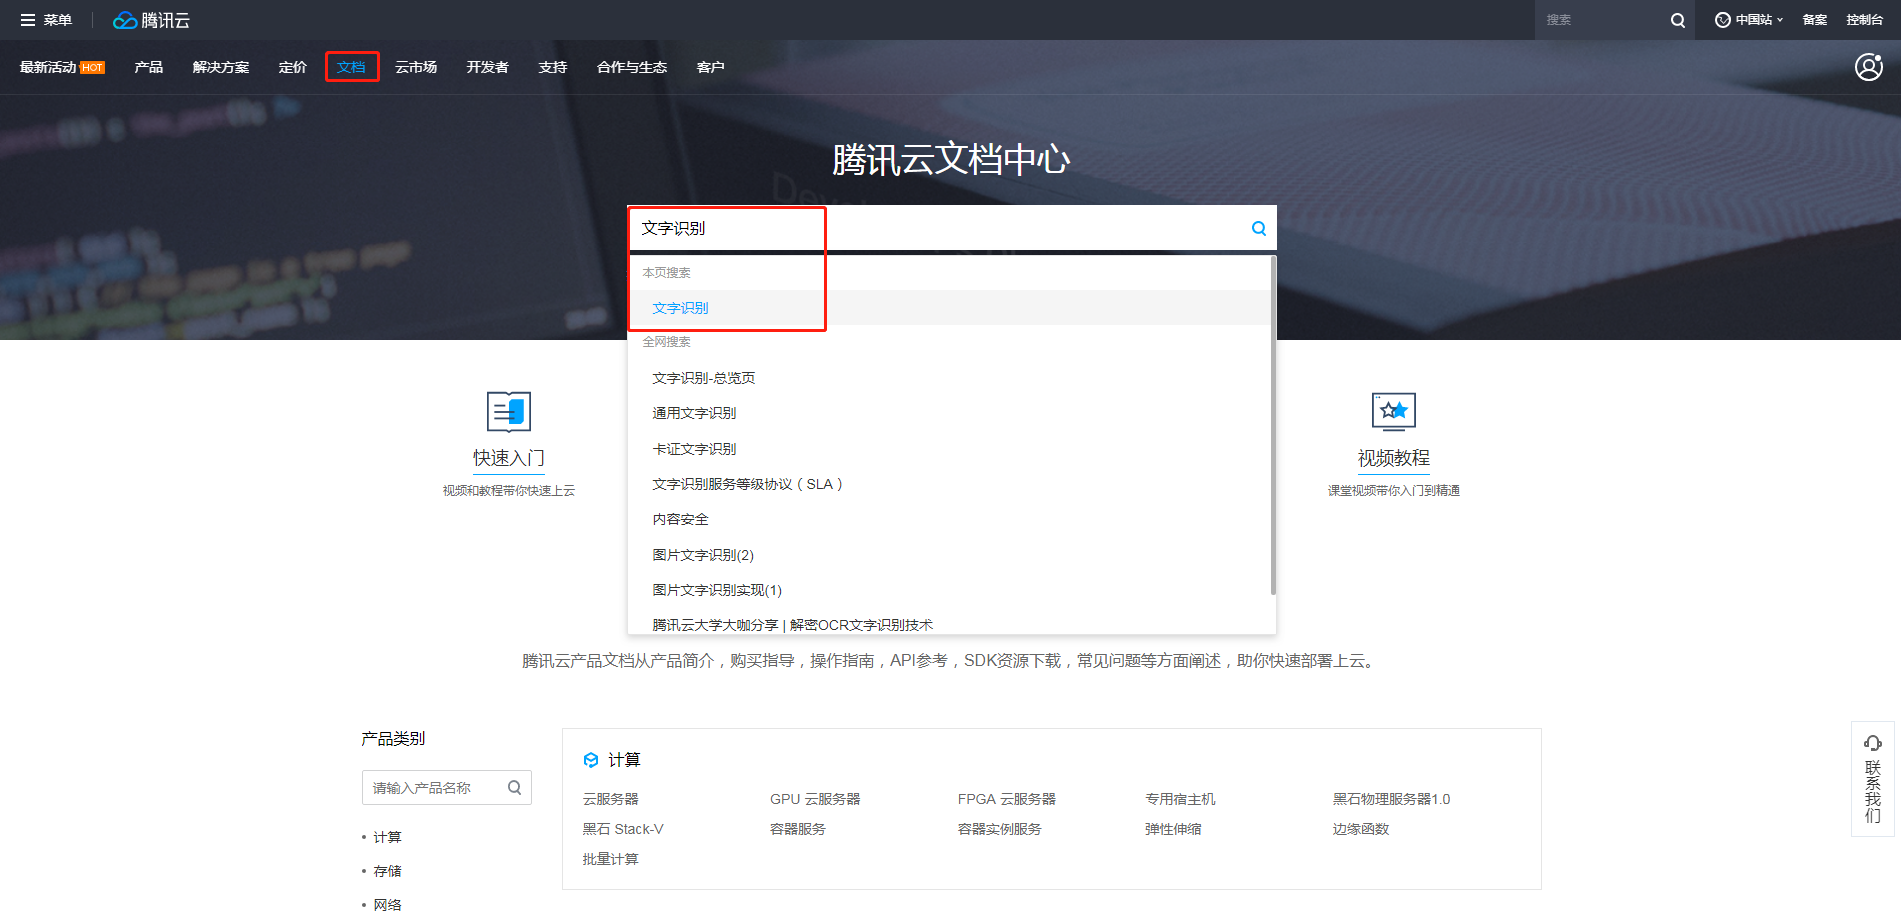 菜单 腾讯云 搜索 中国站 备案 控制台
最新活动 HOT 产品 解决方案 定价 文档 云市场 开发者 支持 合作与生态 客户
腾讯云文档中心
文字识别
本页搜索
文字识别
全网搜索
文字识别-总览页
通用文字识别
卡证文字识别
文字识别服务等级协议（SLA）
内容安全
图片文字识别(2)
图片文字识别实现(1)
腾讯云大学大咖分享 | 解密OCR文字识别技术
快速入门
视频和教程带你快速上云
视频教程
课堂视频带你入门到精通
腾讯云产品文档从产品简介，购买指导，操作指南，API参考，SDK资源下载，常见问题等方面阐述，助你快速部署上云。
产品类别
请输入产品名称
• 计算
• 存储
• 网络
计算
云服务器 GPU 云服务器 FPGA 云服务器 专用宿主机 黑石物理服务器1.0
黑石 Stack-V 容器服务 容器实例服务 弹性伸缩 边缘函数
批量计算
联系我们